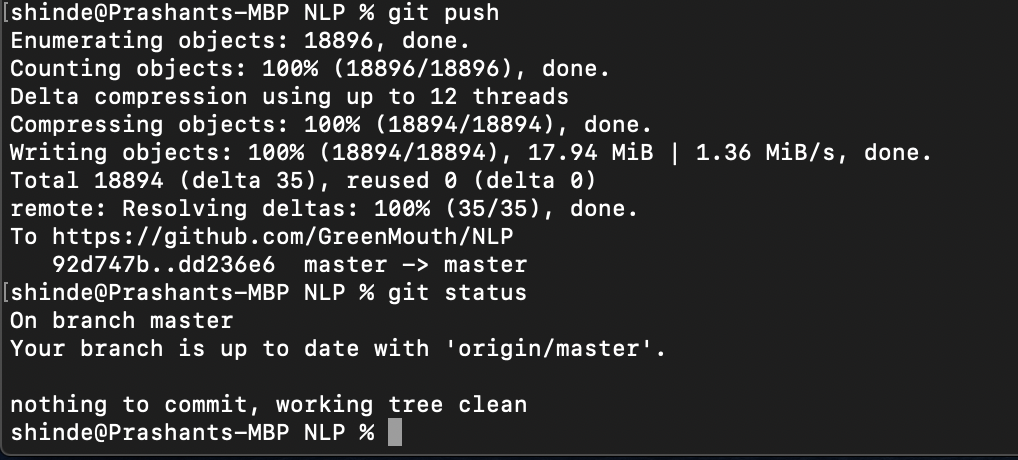 [shinde@Prashants-MBP NLP % git push
Enumerating objects: 18896, done.
Counting objects: 100% (18896/18896), done.
Delta compression using up to 12 threads
Compressing objects: 100% (18894/18894), done.
Writing objects: 100% (18894/18894), 17.94 MiB | 1.36 MiB/s, done.
Total 18894 (delta 35), reused 0 (delta 0)
remote: Resolving deltas: 100% (35/35), done.
To https://github.com/GreenMouth/NLP
   92d747b..dd236e6  master -> master
[shinde@Prashants-MBP NLP % git status
On branch master
Your branch is up to date with 'origin/master'.

nothing to commit, working tree clean
shinde@Prashants-MBP NLP %